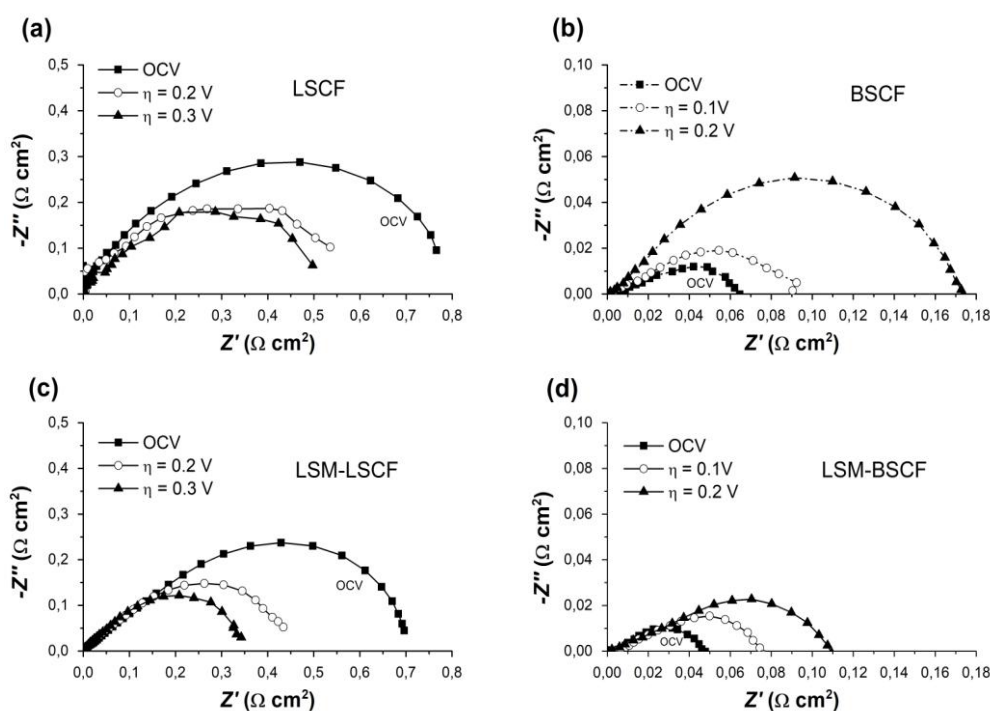 (a)
0,5
0,4
0,3
0,2
0,1
0,0
-Z″ (Ω cm²)
OCV
η = 0.2 V
η = 0.3 V
LSCF
OCV
0,0 0,1 0,2 0,3 0,4 0,5 0,6 0,7 0,8
Z′ (Ω cm²)
(b)
0,10
0,08
0,06
0,04
0,02
0,00
-Z″ (Ω cm²)
OCV
η = 0.1V
η = 0.2 V
BSCF
OCV
0,00 0,02 0,04 0,06 0,08 0,10 0,12 0,14 0,16 0,18
Z′ (Ω cm²)
(c)
0,5
0,4
0,3
0,2
0,1
0,0
-Z″ (Ω cm²)
OCV
η = 0.2 V
η = 0.3 V
LSM-LSCF
OCV
0,0 0,1 0,2 0,3 0,4 0,5 0,6 0,7 0,8
Z′ (Ω cm²)
(d)
0,10
0,08
0,06
0,04
0,02
0,00
-Z″ (Ω cm²)
OCV
η = 0.1V
η = 0.2 V
LSM-BSCF
OCV
0,00 0,02 0,04 0,06 0,08 0,10 0,12 0,14 0,16 0,18
Z′ (Ω cm²)